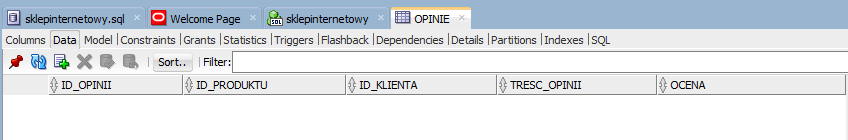 sklepinternetowy.sql Welcome Page sklepinternetowy OPINIE
Columns Data Model Constraints Grants Statistics Triggers Flashback Dependencies Details Partitions Indexes SQL
Sort.. Filter:
ID_OPINII ID_PRODUKTU ID_KLIENTA TRESC_OPINII OCENA